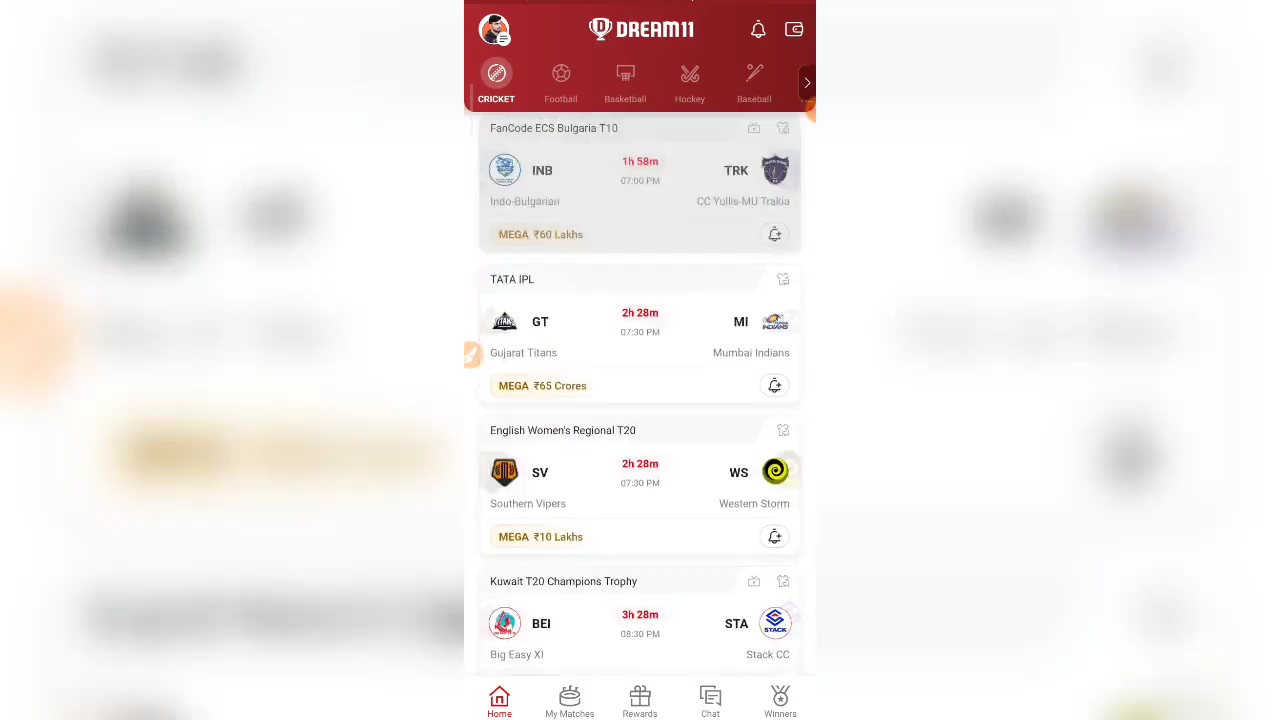 DREAM11
CRICKET Football Basketball Hockey Baseball
FanCode ECS Bulgaria T10
INB 1h 58m TRK
07:00 PM
Indo-Bulgarian CC Yullis-MU Trakia
MEGA ₹60 Lakhs
TATA IPL
GT 2h 28m MI
07:30 PM
Gujarat Titans Mumbai Indians
MEGA ₹65 Crores
English Women's Regional T20
SV 2h 28m WS
07:30 PM
Southern Vipers Western Storm
MEGA ₹10 Lakhs
Kuwait T20 Champions Trophy
BEI 3h 28m STA
STACK
08:30 PM
Big Easy XI Stack CC
Home My Matches Rewards Chat Winners